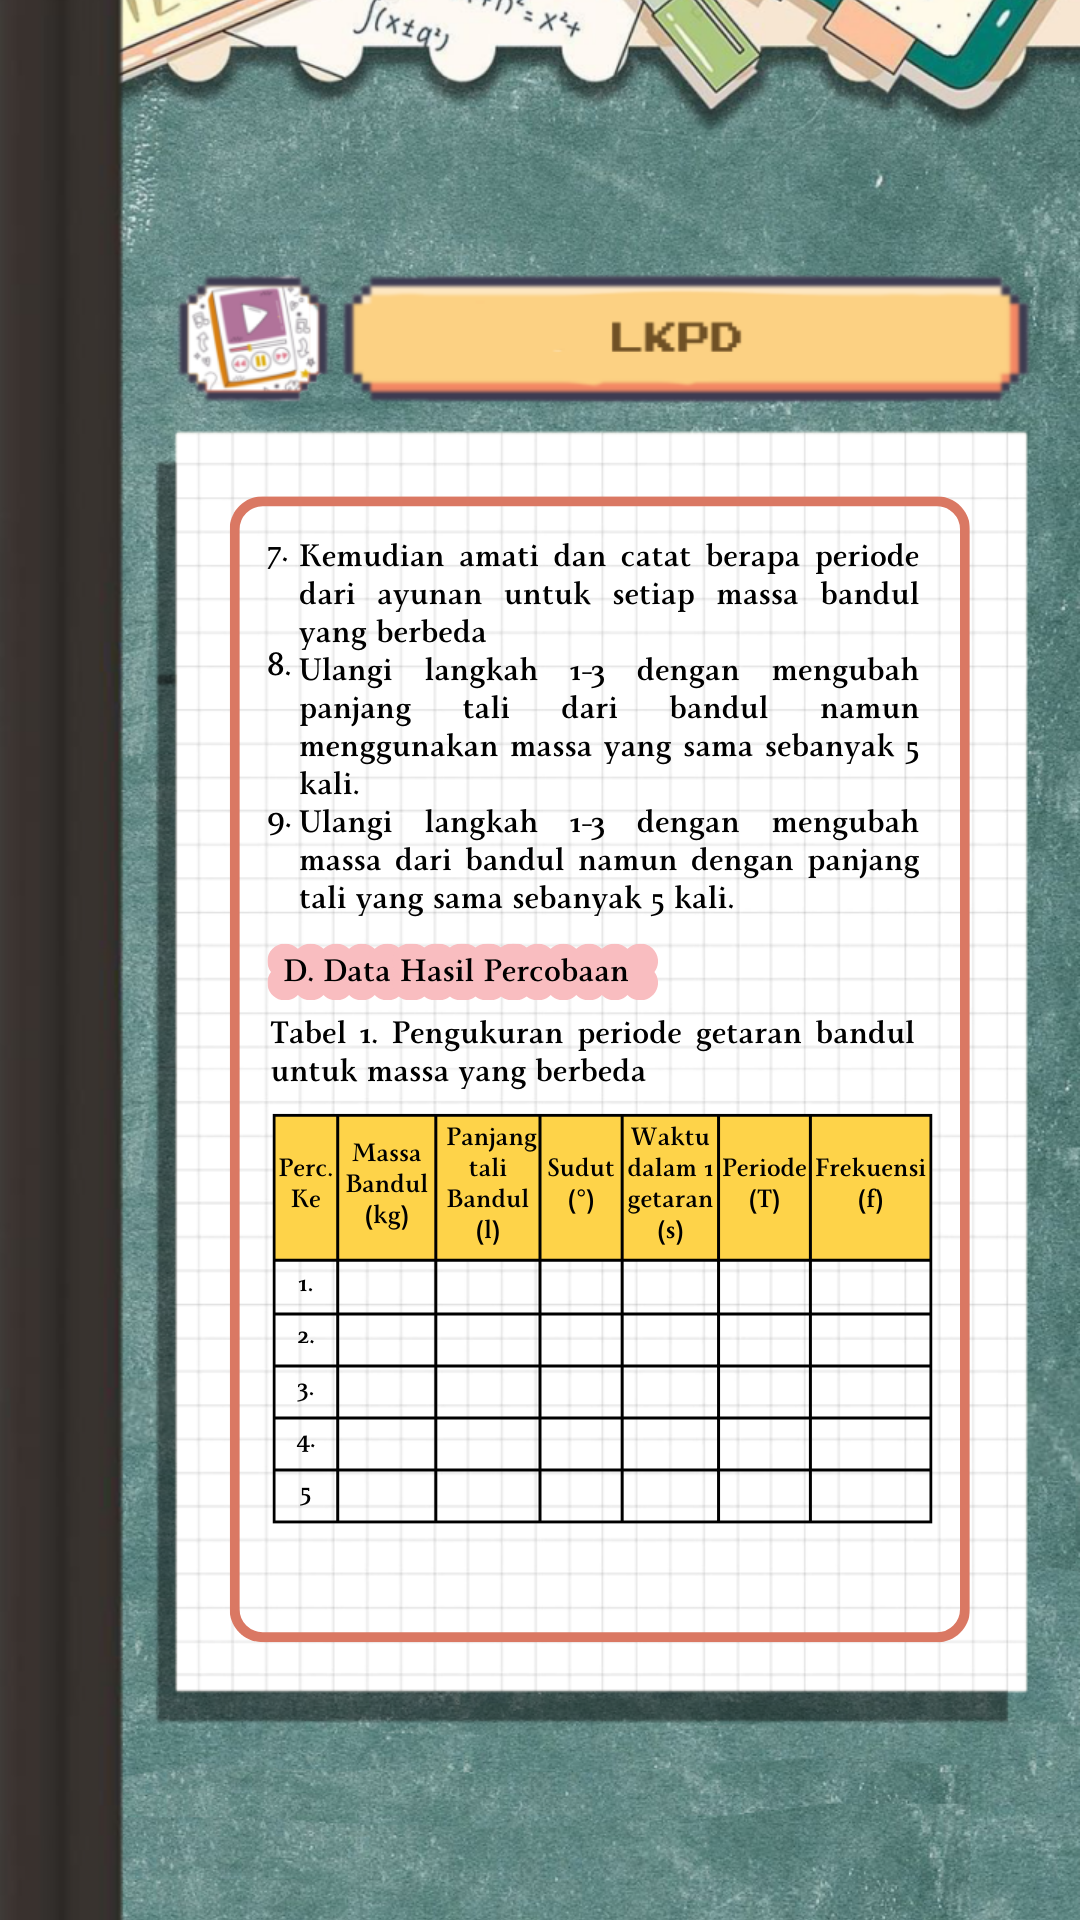 ∫(x±q²)
)²= x²+
LKPD
7. Kemudian amati dan catat berapa periode
dari ayunan untuk setiap massa bandul
yang berbeda
8. Ulangi langkah 1-3 dengan mengubah
panjang tali dari bandul namun
menggunakan massa yang sama sebanyak 5
kali.
9. Ulangi langkah 1-3 dengan mengubah
massa dari bandul namun dengan panjang
tali yang sama sebanyak 5 kali.
D. Data Hasil Percobaan
Tabel 1. Pengukuran periode getaran bandul
untuk massa yang berbeda
Perc.
Ke
Massa
Bandul
(kg)
Panjang
tali
Bandul
(l)
Sudut
(°)
Waktu
dalam 1
getaran
(s)
Periode
(T)
Frekuensi
(f)
1.
2.
3.
4.
5